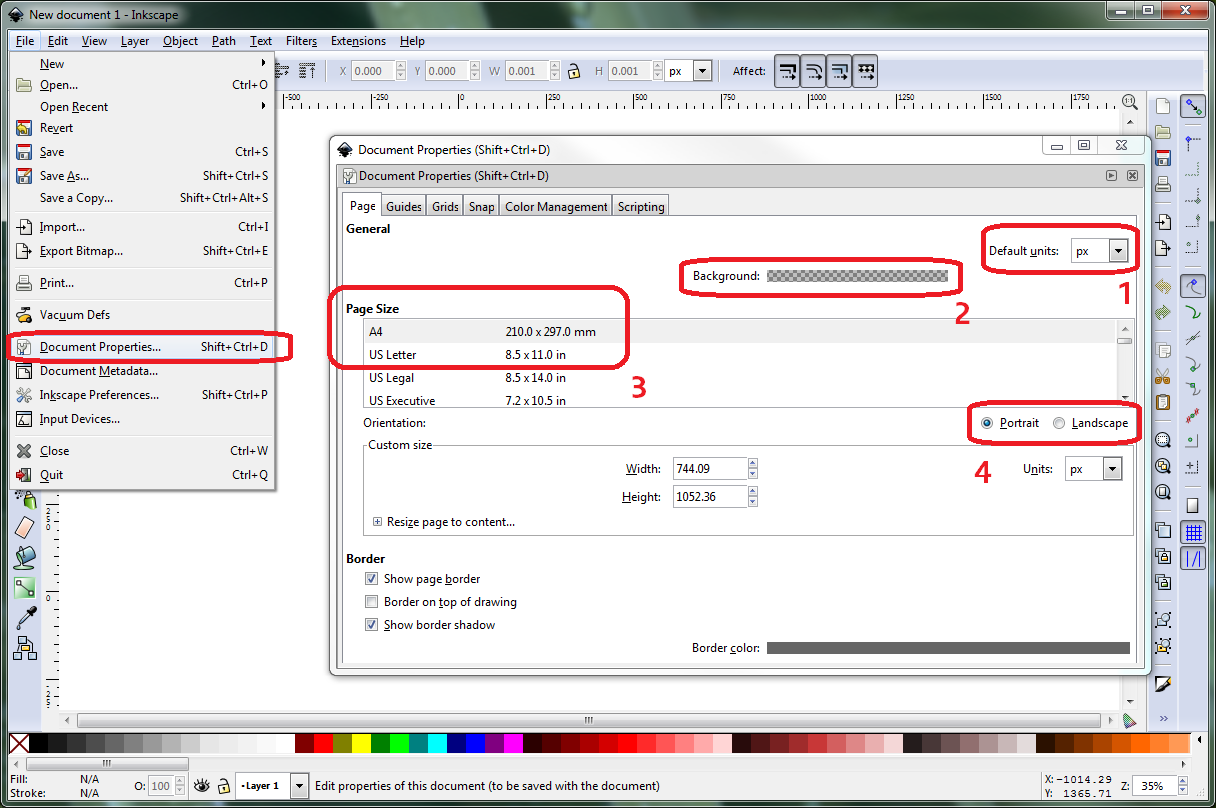 New document 1 - Inkscape
File Edit View Layer Object Path Text Filters Extensions Help
New
Open... Ctrl+O
Open Recent
Revert
Save Ctrl+S
Save As... Shift+Ctrl+S
Save a Copy... Shift+Ctrl+Alt+S
Import... Ctrl+I
Export Bitmap... Shift+Ctrl+E
Print... Ctrl+P
Vacuum Defs
Document Properties... Shift+Ctrl+D
Document Metadata...
Inkscape Preferences... Shift+Ctrl+P
Input Devices...
Close Ctrl+W
Quit Ctrl+Q
X 0.000 Y 0.000 W 0.001 H 0.001 px Affect:
-500 -250 0 250 500 750 1000 1250 1500 1750
1:1
Document Properties (Shift+Ctrl+D)
Document Properties (Shift+Ctrl+D)
Page Guides Grids Snap Color Management Scripting
General
Default units: px
1
Background:
2
Page Size
A4 210.0 x 297.0 mm
US Letter 8.5 x 11.0 in
US Legal 8.5 x 14.0 in
US Executive 7.2 x 10.5 in
3
Orientation: Portrait Landscape
4
Custom size
Width: 744.09 Units: px
Height: 1052.36
Resize page to content...
Border
Show page border
Border on top of drawing
Show border shadow
Border color:
250
0
Fill: N/A
Stroke: N/A
O: 100
•Layer 1
Edit properties of this document (to be saved with the document)
X: -1014.29
Y: 1365.71
Z: 35%